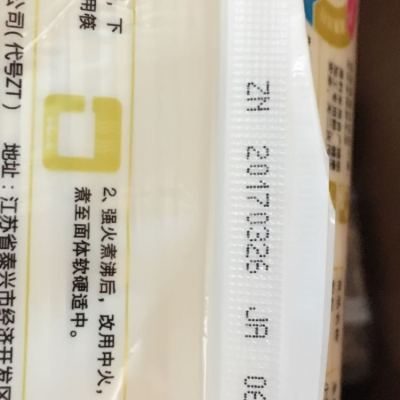 下
用筷
2、强火煮沸后，改用中火，
煮至面体软硬适中。
公司(代号ZT) 地址：江苏省泰兴市经济开发区
ZN 20170326 JA 06